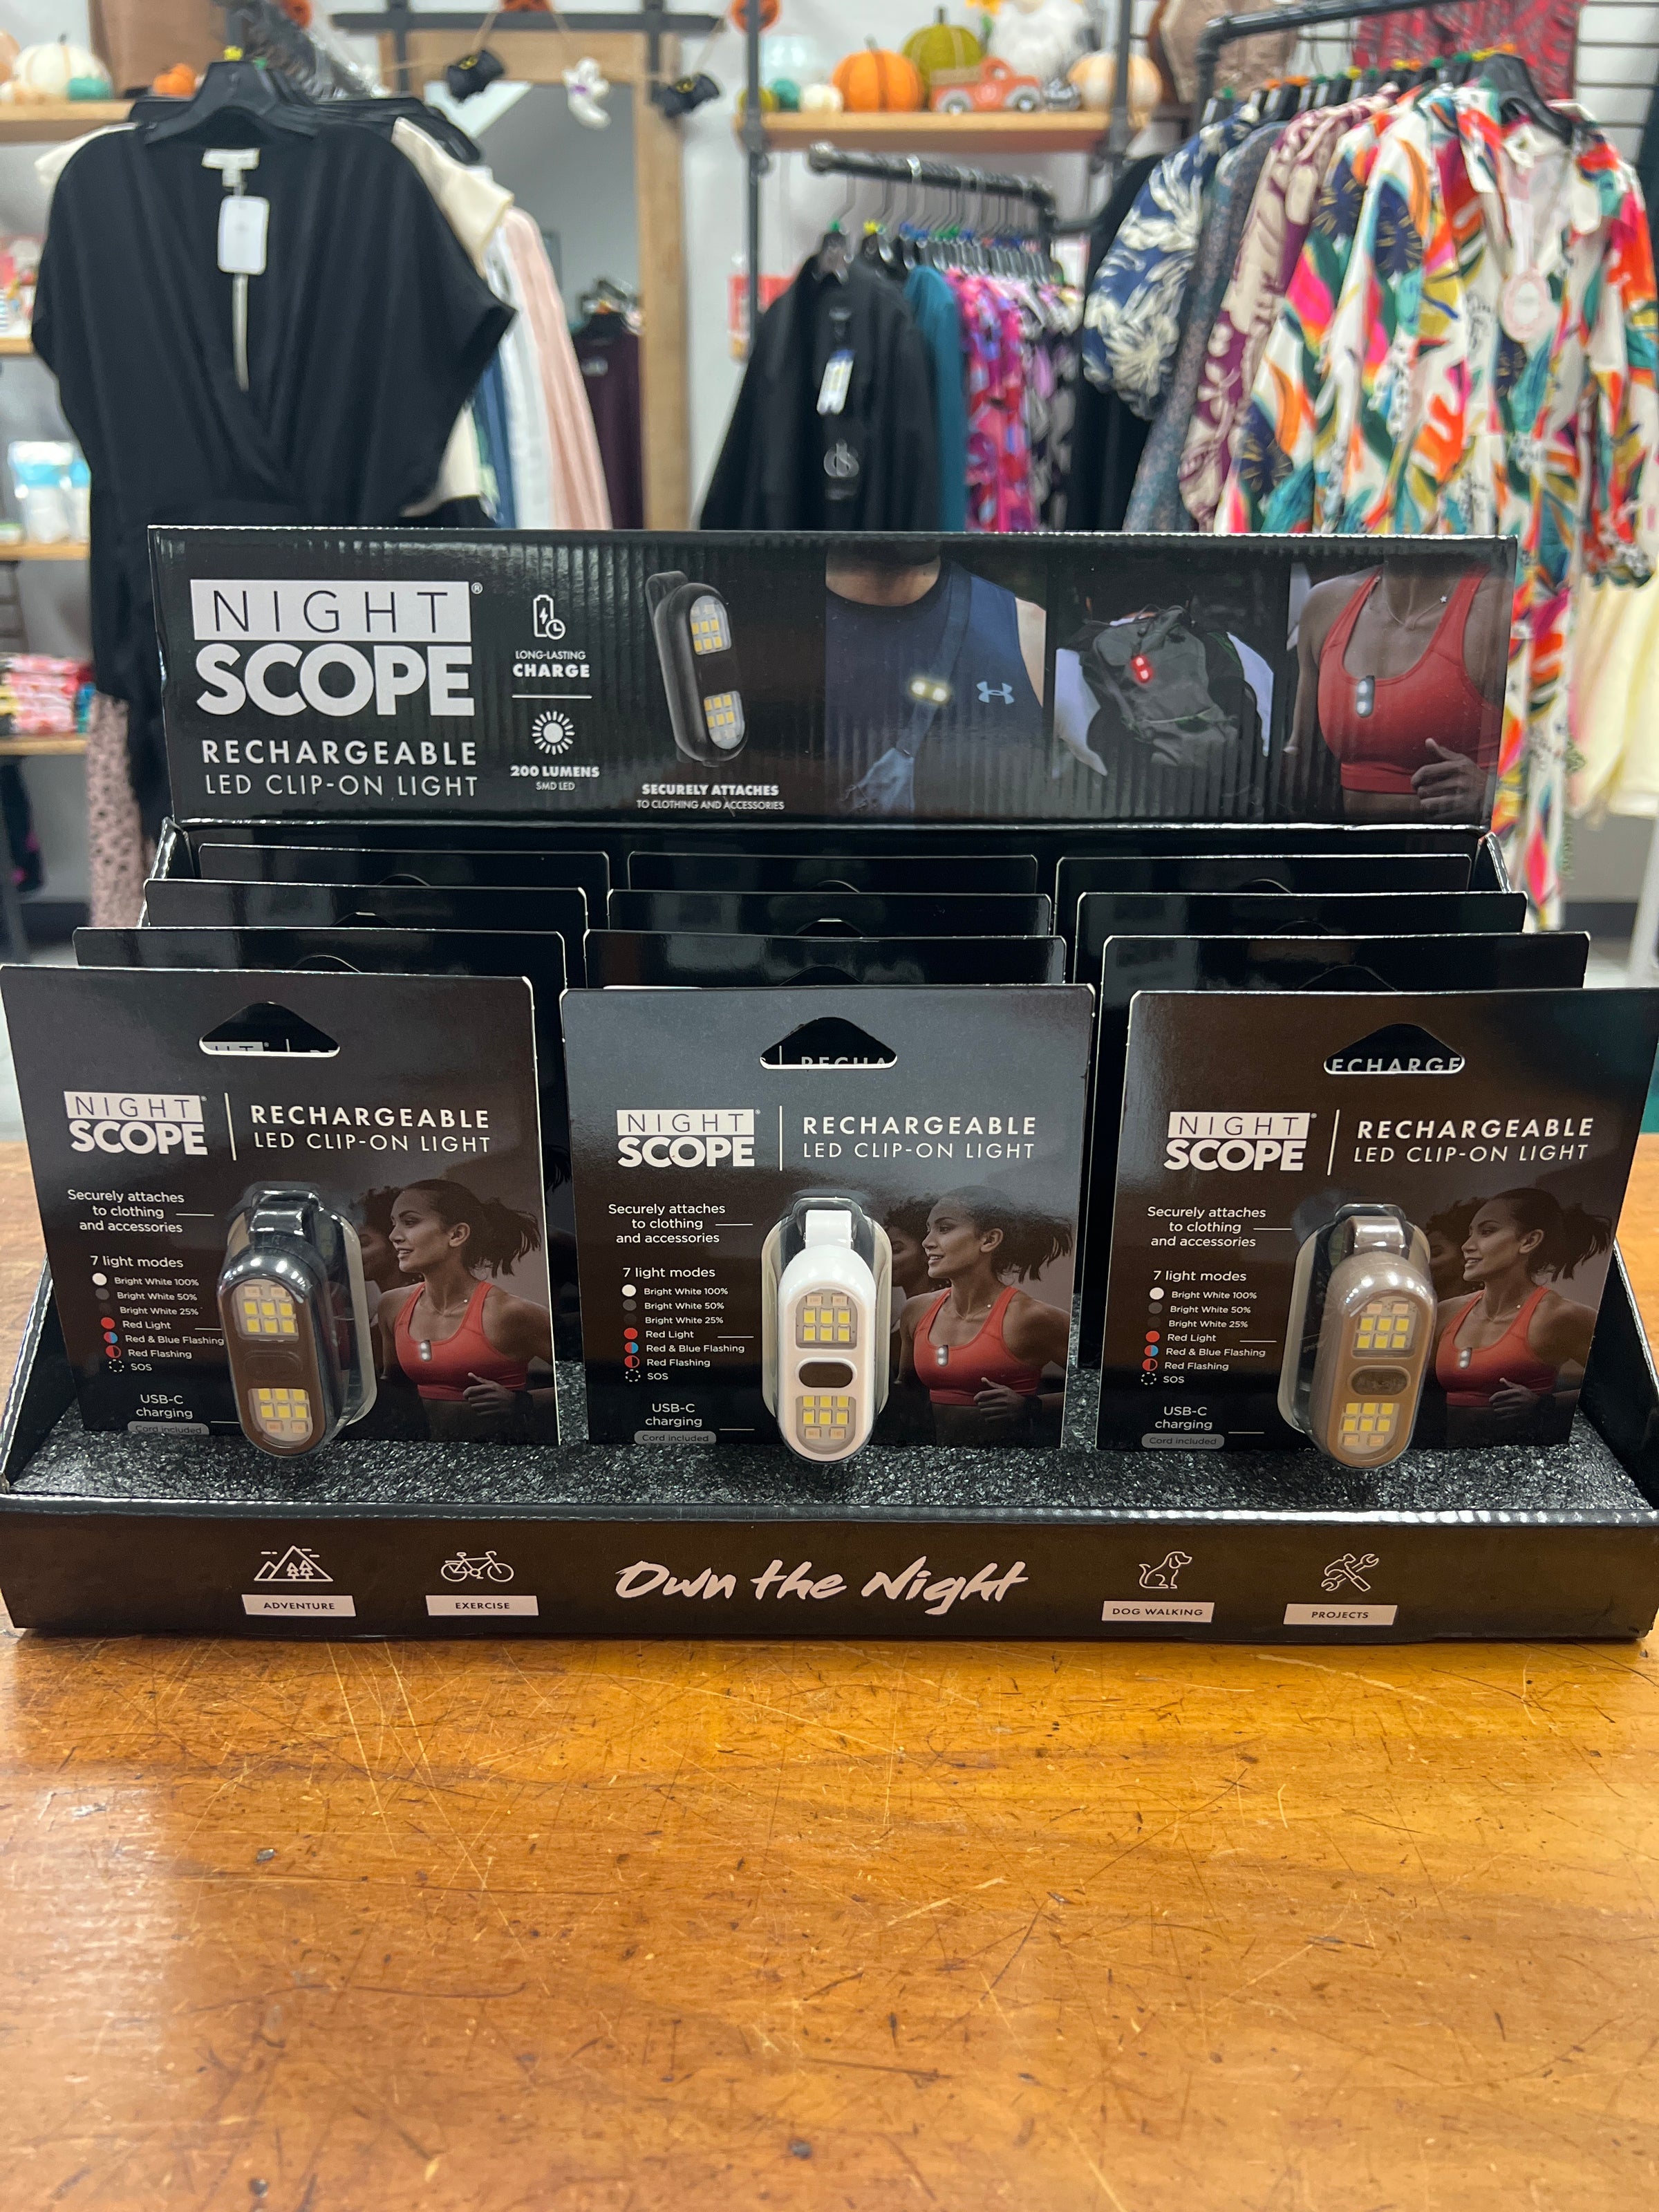 NIGHT®
SCOPE
RECHARGEABLE
LED CLIP-ON LIGHT
LONG-LASTING
CHARGE
200 LUMENS
SMD LED
SECURELY ATTACHES
TO CLOTHING AND ACCESSORIES
NIGHT
SCOPE
RECHARGEABLE
LED CLIP-ON LIGHT
Securely attaches
to clothing
and accessories
7 light modes
Bright White 100%
Bright White 50%
Bright White 25%
Red Light
Red & Blue Flashing
Red Flashing
SOS
USB-C
charging
Cord included
RECHA
NIGHT
SCOPE
RECHARGEABLE
LED CLIP-ON LIGHT
Securely attaches
to clothing
and accessories
7 light modes
Bright White 100%
Bright White 50%
Bright White 25%
Red Light
Red & Blue Flashing
Red Flashing
SOS
USB-C
charging
Cord included
ECHARGE
NIGHT
SCOPE
RECHARGEABLE
LED CLIP-ON LIGHT
Securely attaches
to clothing
and accessories
7 light modes
Bright White 100%
Bright White 50%
Bright White 25%
Red Light
Red & Blue Flashing
Red Flashing
SOS
USB-C
charging
Cord included
ADVENTURE
EXERCISE
Own the Night
DOG WALKING
PROJECTS